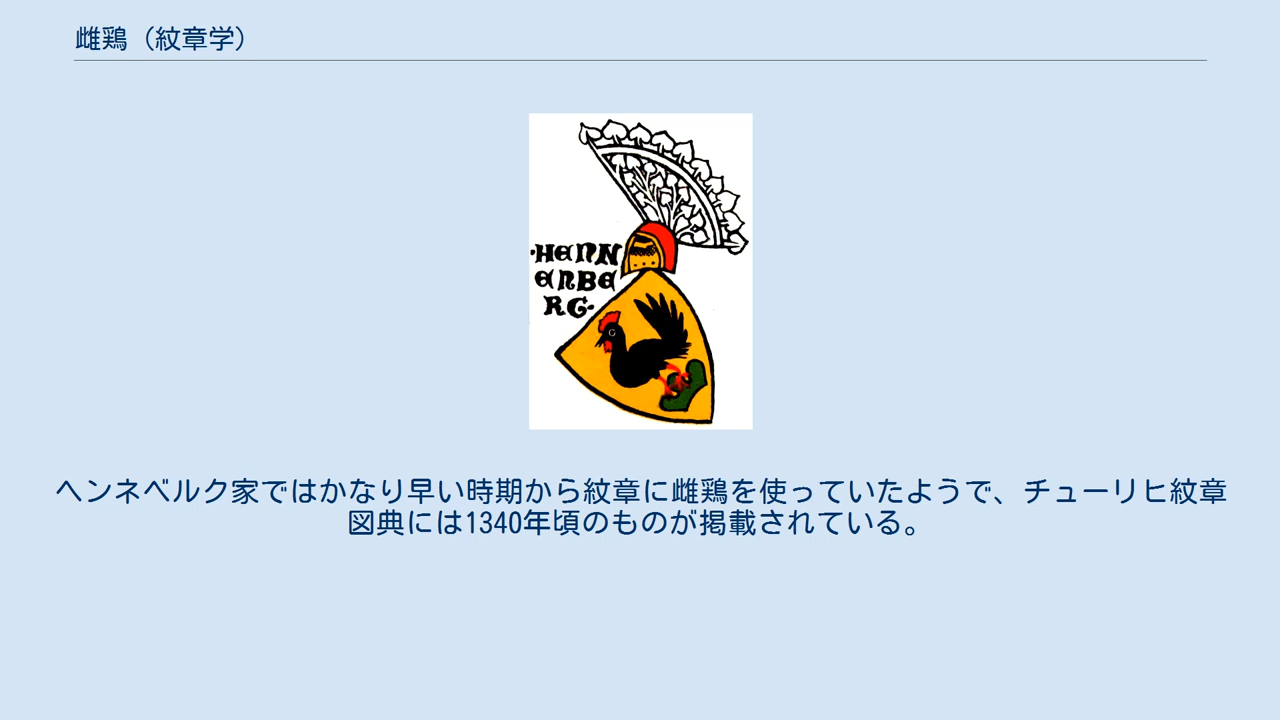 雌鶏（紋章学）
·HENN
ENBE
RG·
ヘンネベルク家ではかなり早い時期から紋章に雌鶏を使っていたようで、チューリヒ紋章
図典には1340年頃のものが掲載されている。